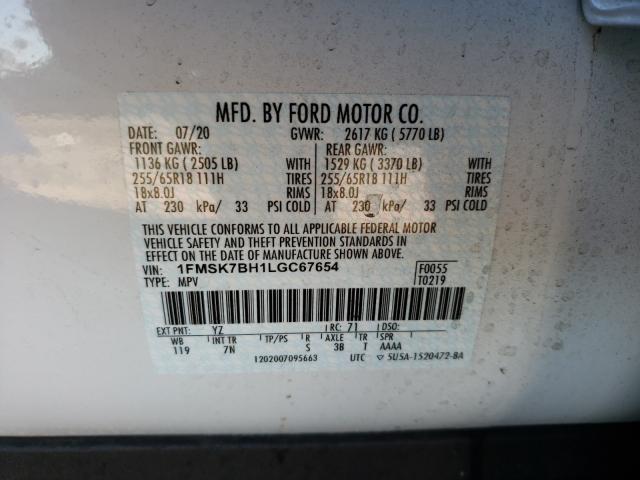 MFD. BY FORD MOTOR CO.
DATE: 07/20 GVWR: 2617 KG ( 5770 LB)
FRONT GAWR: REAR GAWR:
1136 KG ( 2505 LB) WITH 1529 KG ( 3370 LB) WITH
255/65R18 111H TIRES 255/65R18 111H TIRES
18x8.0J RIMS 18x8.0J RIMS
AT 230 kPa/ 33 PSI COLD AT 230 kPa/ 33 PSI COLD
THIS VEHICLE CONFORMS TO ALL APPLICABLE FEDERAL MOTOR
VEHICLE SAFETY AND THEFT PREVENTION STANDARDS IN
EFFECT ON THE DATE OF MANUFACTURE SHOWN ABOVE.
VIN: 1FMSK7BH1LGC67654 F0055
TYPE: MPV T0219
EXT PNT: YZ RC: 71 DSO:
WB INT TR TP/PS R AXLE TR SPR
119 7N S 3B T AAAA
1202007095663 UTC ▽ 5U5A-1520472-BA